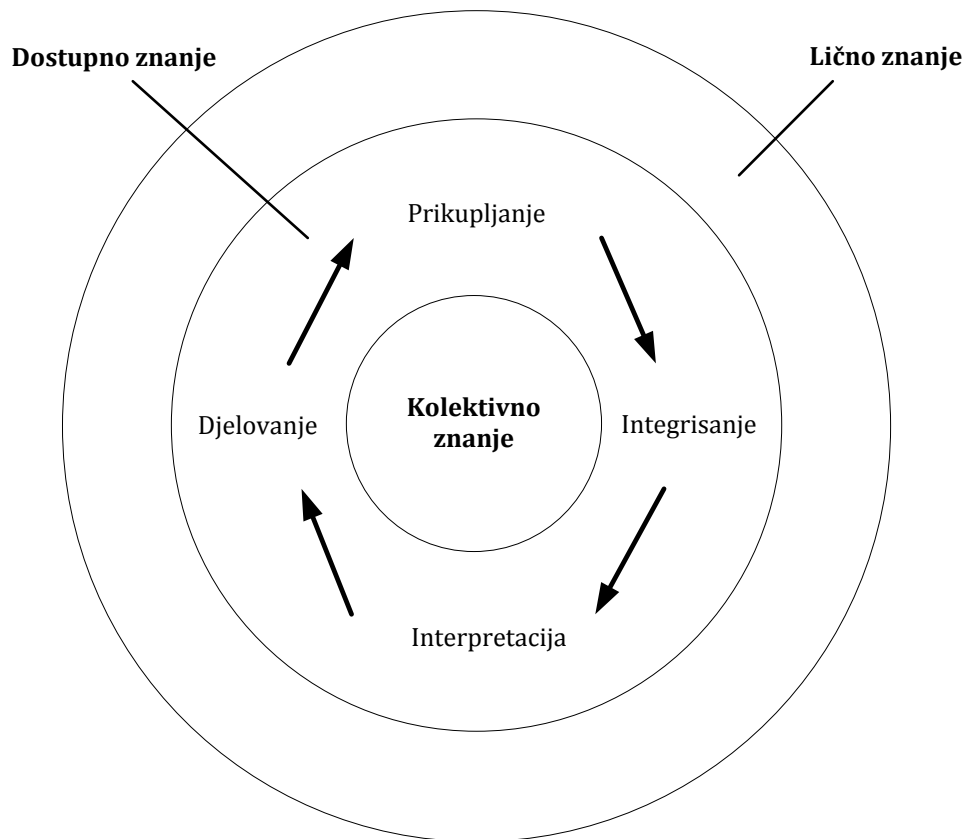 Dostupno znanje
Lično znanje
Prikupljanje
Djelovanje
Kolektivno
znanje
Integrisanje
Interpretacija